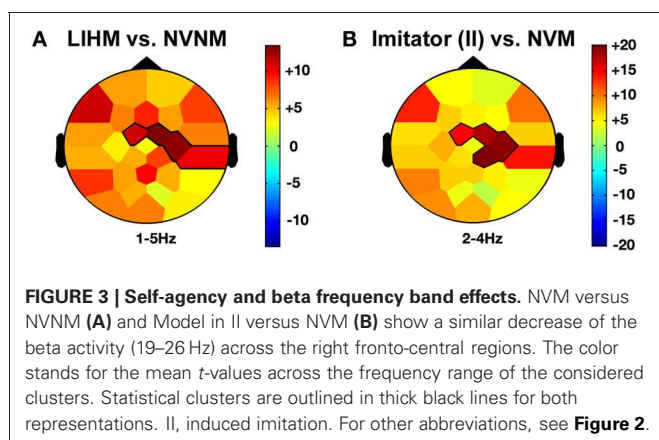 A LIHM vs. NVNM
B Imitator (II) vs. NVM
+10
+5
0
-5
-10
+20
+15
+10
+5
0
-5
-10
-15
-20
1-5Hz
2-4Hz
FIGURE 3 | Self-agency and beta frequency band effects. NVM versus
NVNM (A) and Model in II versus NVM (B) show a similar decrease of the
beta activity (19–26 Hz) across the right fronto-central regions. The color
stands for the mean t-values across the frequency range of the considered
clusters. Statistical clusters are outlined in thick black lines for both
representations. II, induced imitation. For other abbreviations, see Figure 2.